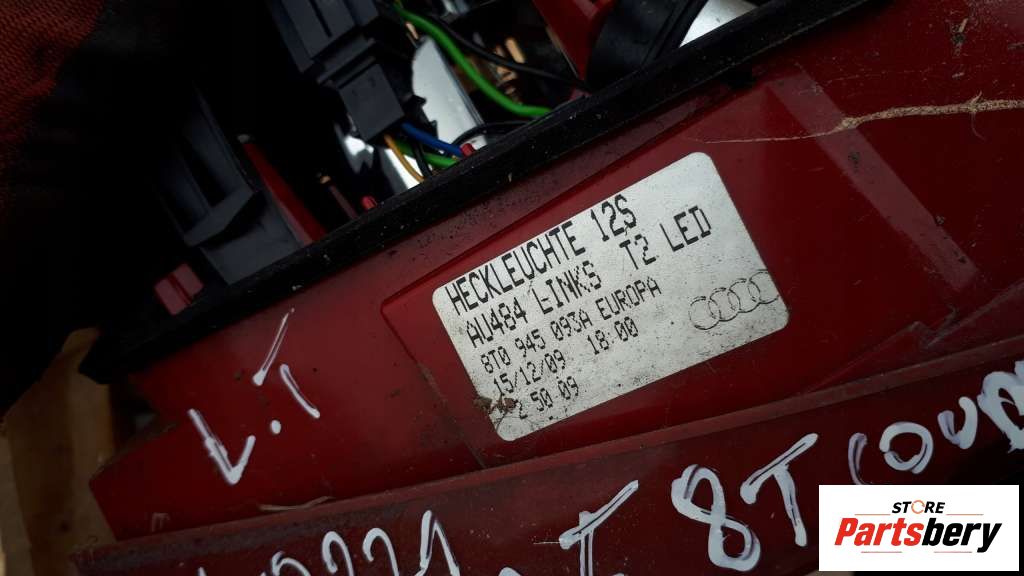 HECKLEUCHTE 12S
AU484 LINKS T2 LED
8T0 945 093A EUROPA
15/12/09 18:00
2 50 09
L.T
8T COU
STORE
Partsbery